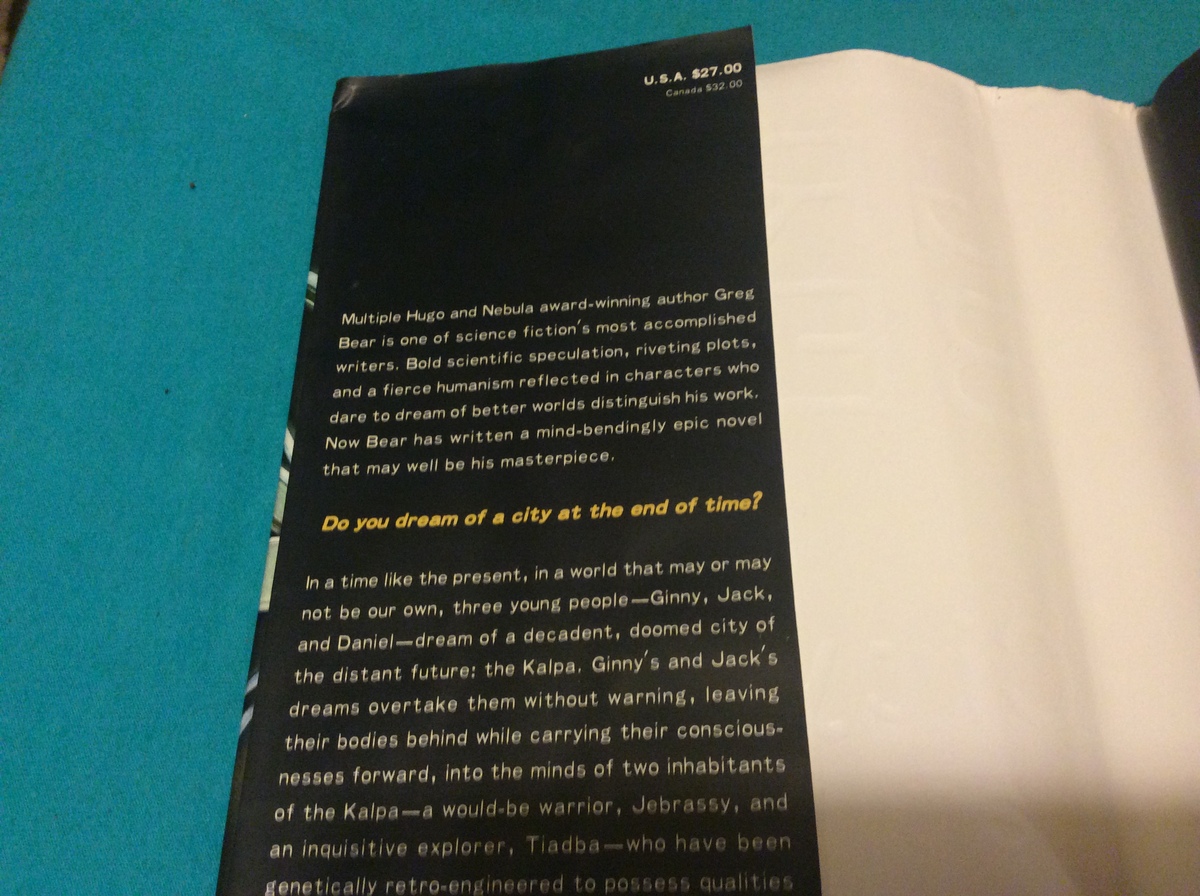 U.S.A. $27.00
Canada $32.00
Multiple Hugo and Nebula award-winning author Greg
Bear is one of science fiction's most accomplished
writers. Bold scientific speculation, riveting plots,
and a fierce humanism reflected in characters who
dare to dream of better worlds distinguish his work.
Now Bear has written a mind-bendingly epic novel
that may well be his masterpiece.
Do you dream of a city at the end of time?
In a time like the present, in a world that may or may
not be our own, three young people—Ginny, Jack,
and Daniel—dream of a decadent, doomed city of
the distant future: the Kalpa. Ginny's and Jack's
dreams overtake them without warning, leaving
their bodies behind while carrying their conscious-
nesses forward, into the minds of two inhabitants
of the Kalpa—a would-be warrior, Jebrassy, and
an inquisitive explorer, Tiadba—who have been
genetically retro-engineered to possess qualities